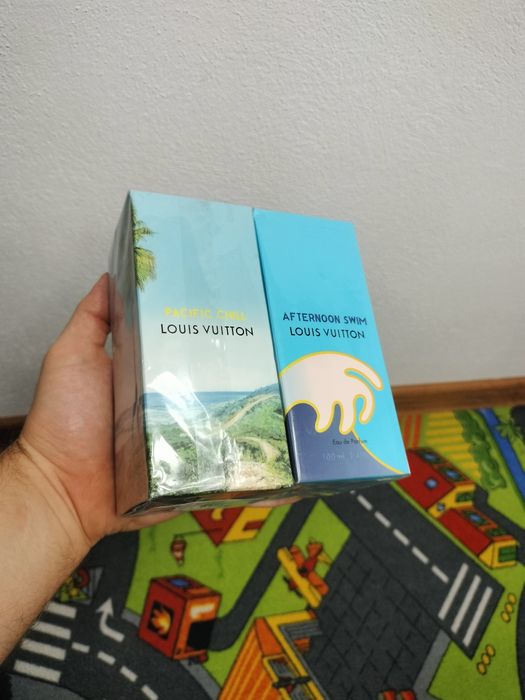 PACIFIC CHILL
LOUIS VUITTON
AFTERNOON SWIM
LOUIS VUITTON
Eau de Parfum
100 ml